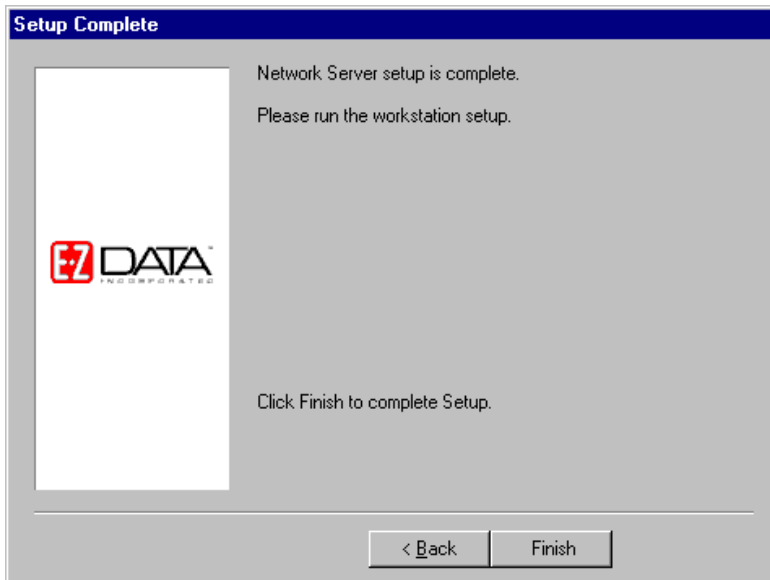 Setup Complete
Network Server setup is complete.
Please run the workstation setup.
E·Z DATA™
INCORPORATED
Click Finish to complete Setup.
< Back
Finish